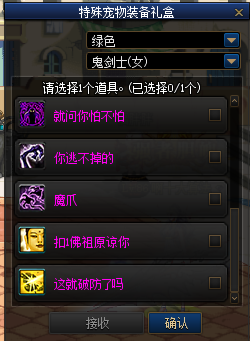 特殊宠物装备礼盒
绿色
鬼剑士(女)
请选择1个道具。(已选择0/1个)
就问你怕不怕
你逃不掉的
魔爪
扣1佛祖原谅你
这就破防了吗
接收
确认